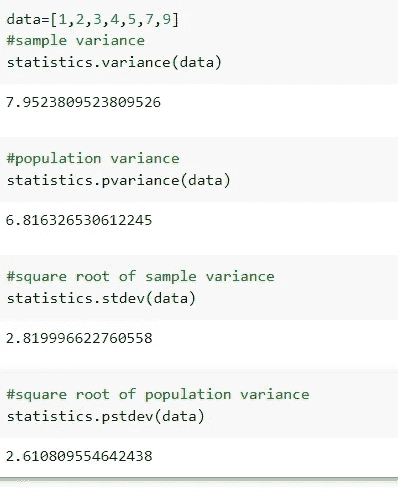 data=[1,2,3,4,5,7,9]
#sample variance
statistics.variance(data)
7.9523809523809526
#population variance
statistics.pvariance(data)
6.816326530612245
#square root of sample variance
statistics.stdev(data)
2.819996622760558
#square root of population variance
statistics.pstdev(data)
2.610809554642438